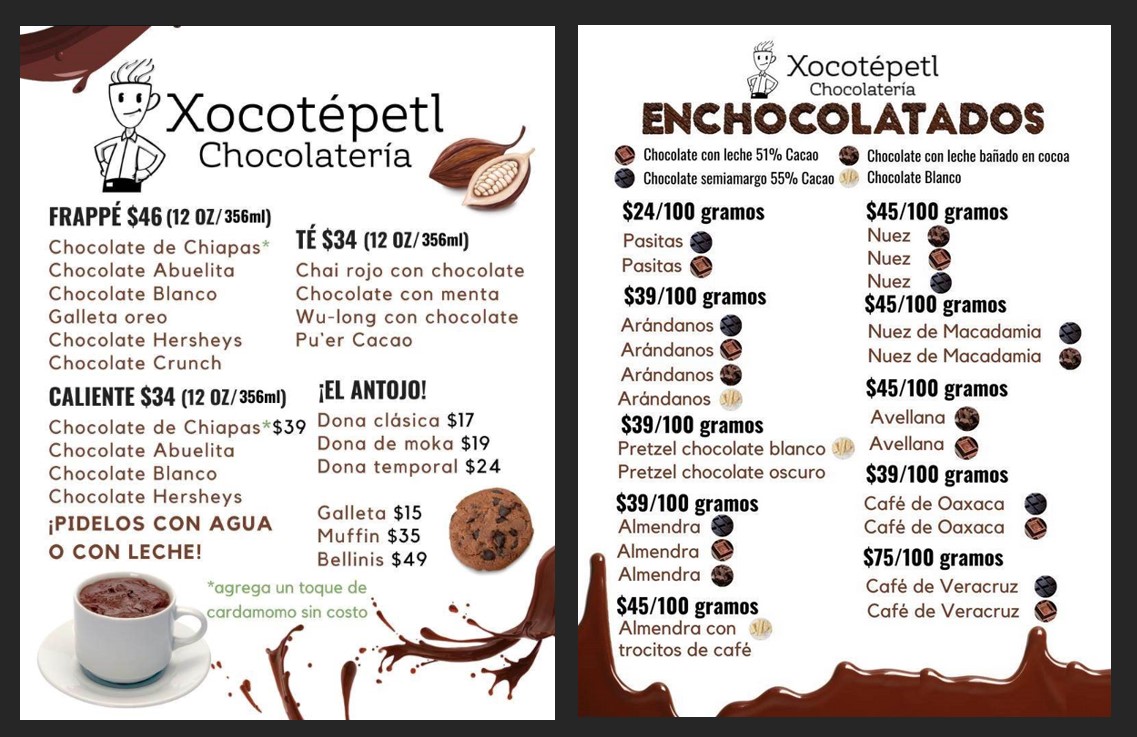 Xocotépetl
Chocolatería
FRAPPÉ $46 (12 OZ/356ml)
Chocolate de Chiapas*
Chocolate Abuelita
Chocolate Blanco
Galleta oreo
Chocolate Hersheys
Chocolate Crunch
CALIENTE $34 (12 OZ/356ml)
Chocolate de Chiapas*$39
Chocolate Abuelita
Chocolate Blanco
Chocolate Hersheys
¡PIDELOS CON AGUA
O CON LECHE!
TÉ $34 (12 OZ/356ml)
Chai rojo con chocolate
Chocolate con menta
Wu-long con chocolate
Pu'er Cacao
¡EL ANTOJO!
Dona clásica $17
Dona de moka $19
Dona temporal $24
Galleta $15
Muffin $35
Bellinis $49
*agrega un toque de
cardamomo sin costo
Xocotépetl
Chocolatería
ENCHOCOLATADOS
Chocolate con leche 51% Cacao
Chocolate semiamargo 55% Cacao
Chocolate con leche bañado en cocoa
Chocolate Blanco
$24/100 gramos
Pasitas
Pasitas
$39/100 gramos
Arándanos
Arándanos
Arándanos
Arándanos
$39/100 gramos
Pretzel chocolate blanco
Pretzel chocolate oscuro
$39/100 gramos
Almendra
Almendra
Almendra
$45/100 gramos
Almendra con
trocitos de café
$45/100 gramos
Nuez
Nuez
Nuez
$45/100 gramos
Nuez de Macadamia
Nuez de Macadamia
$45/100 gramos
Avellana
Avellana
$39/100 gramos
Café de Oaxaca
Café de Oaxaca
$75/100 gramos
Café de Veracruz
Café de Veracruz